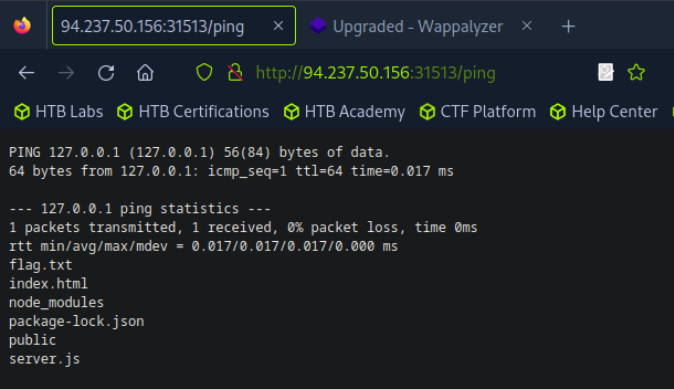 94.237.50.156:31513/ping × Upgraded - Wappalyzer × +
http://94.237.50.156:31513/ping
HTB Labs HTB Certifications HTB Academy CTF Platform Help Center
PING 127.0.0.1 (127.0.0.1) 56(84) bytes of data.
64 bytes from 127.0.0.1: icmp_seq=1 ttl=64 time=0.017 ms
--- 127.0.0.1 ping statistics ---
1 packets transmitted, 1 received, 0% packet loss, time 0ms
rtt min/avg/max/mdev = 0.017/0.017/0.017/0.000 ms
flag.txt
index.html
node_modules
package-lock.json
public
server.js